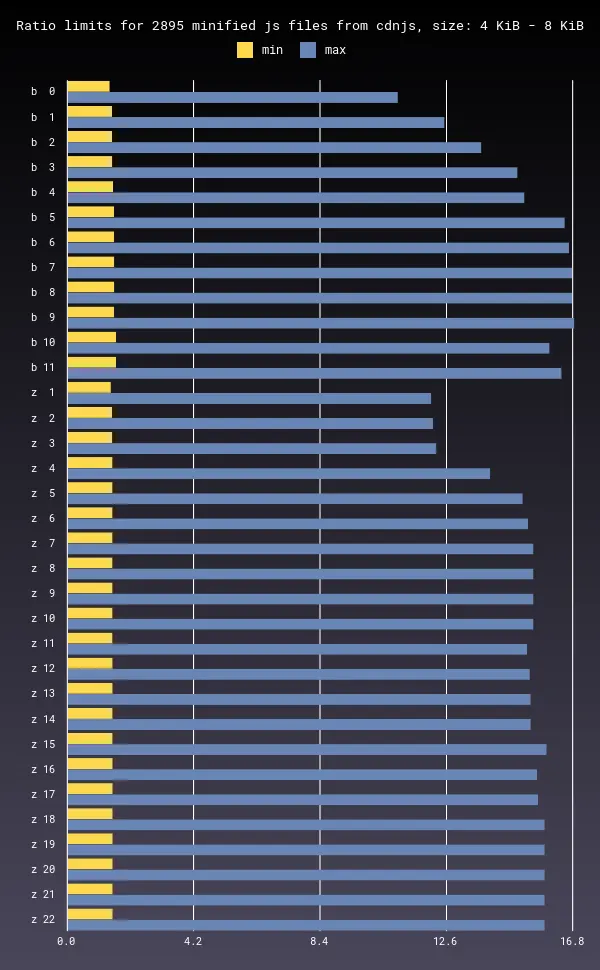 Ratio limits for 2895 minified js files from cdnjs, size: 4 KiB - 8 KiB
min max
b 0
b 1
b 2
b 3
b 4
b 5
b 6
b 7
b 8
b 9
b 10
b 11
z 1
z 2
z 3
z 4
z 5
z 6
z 7
z 8
z 9
z 10
z 11
z 12
z 13
z 14
z 15
z 16
z 17
z 18
z 19
z 20
z 21
z 22
0.0 4.2 8.4 12.6 16.8